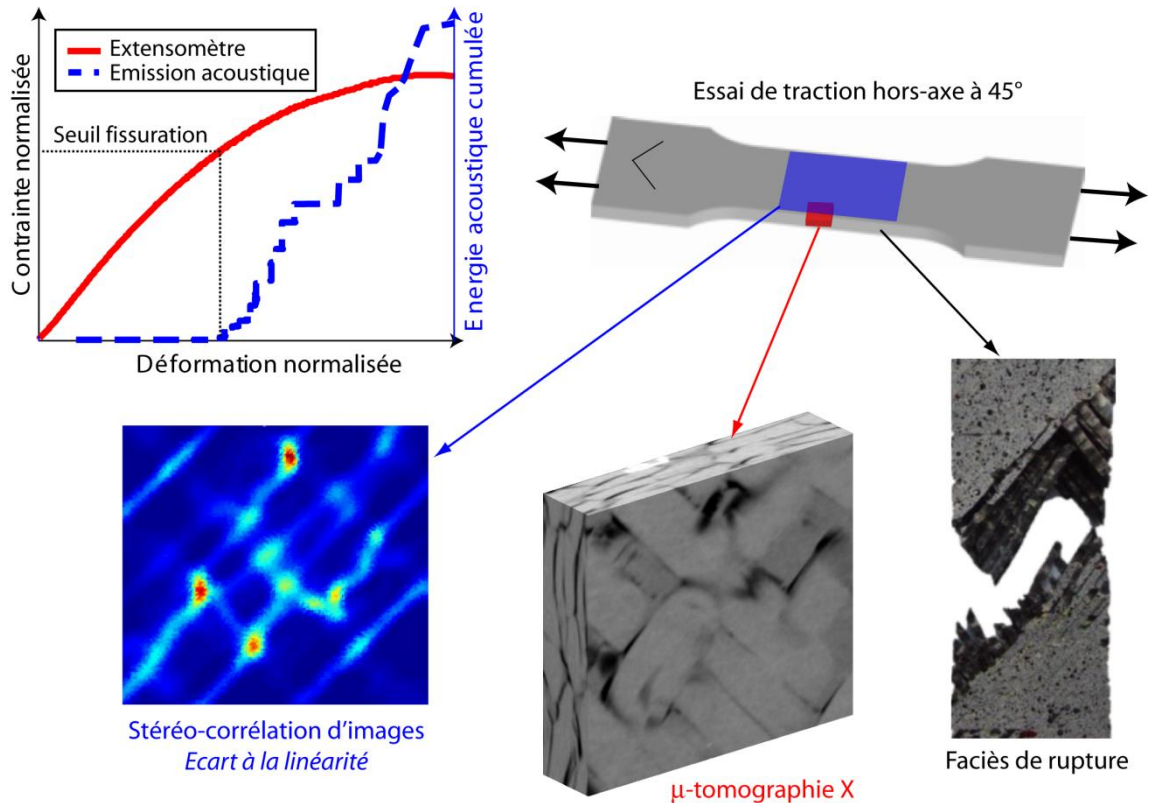 Extensomètre
Emission acoustique
Seuil fissuration
Contrainte normalisée
Energie acoustique cumulée
Déformation normalisée
Essai de traction hors-axe à 45°
Stéréo-corrélation d'images
Ecart à la linéarité
μ-tomographie X
Faciès de rupture